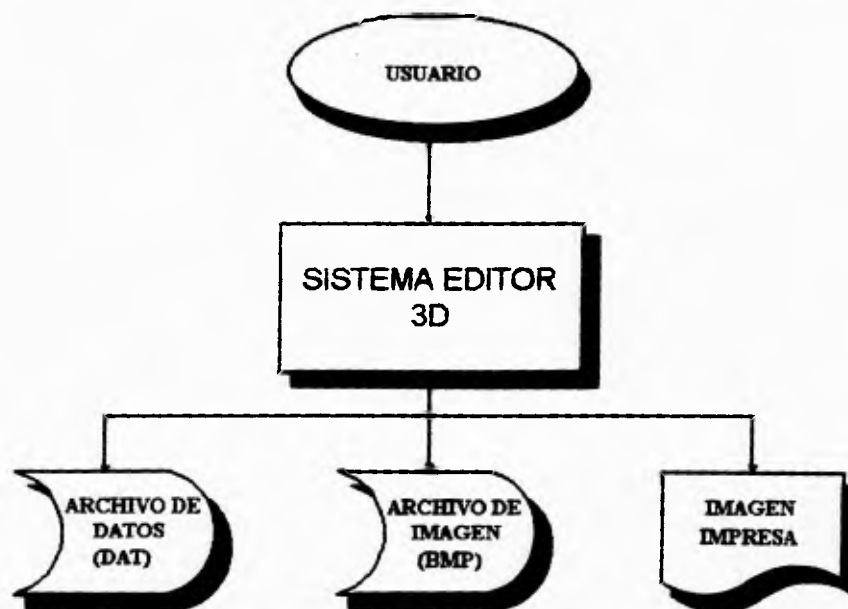 USUARIO
SISTEMA EDITOR
3D
ARCHIVO DE
DATOS
(DAT)
ARCHIVO DE
IMAGEN
(BMP)
IMAGEN
IMPRESA